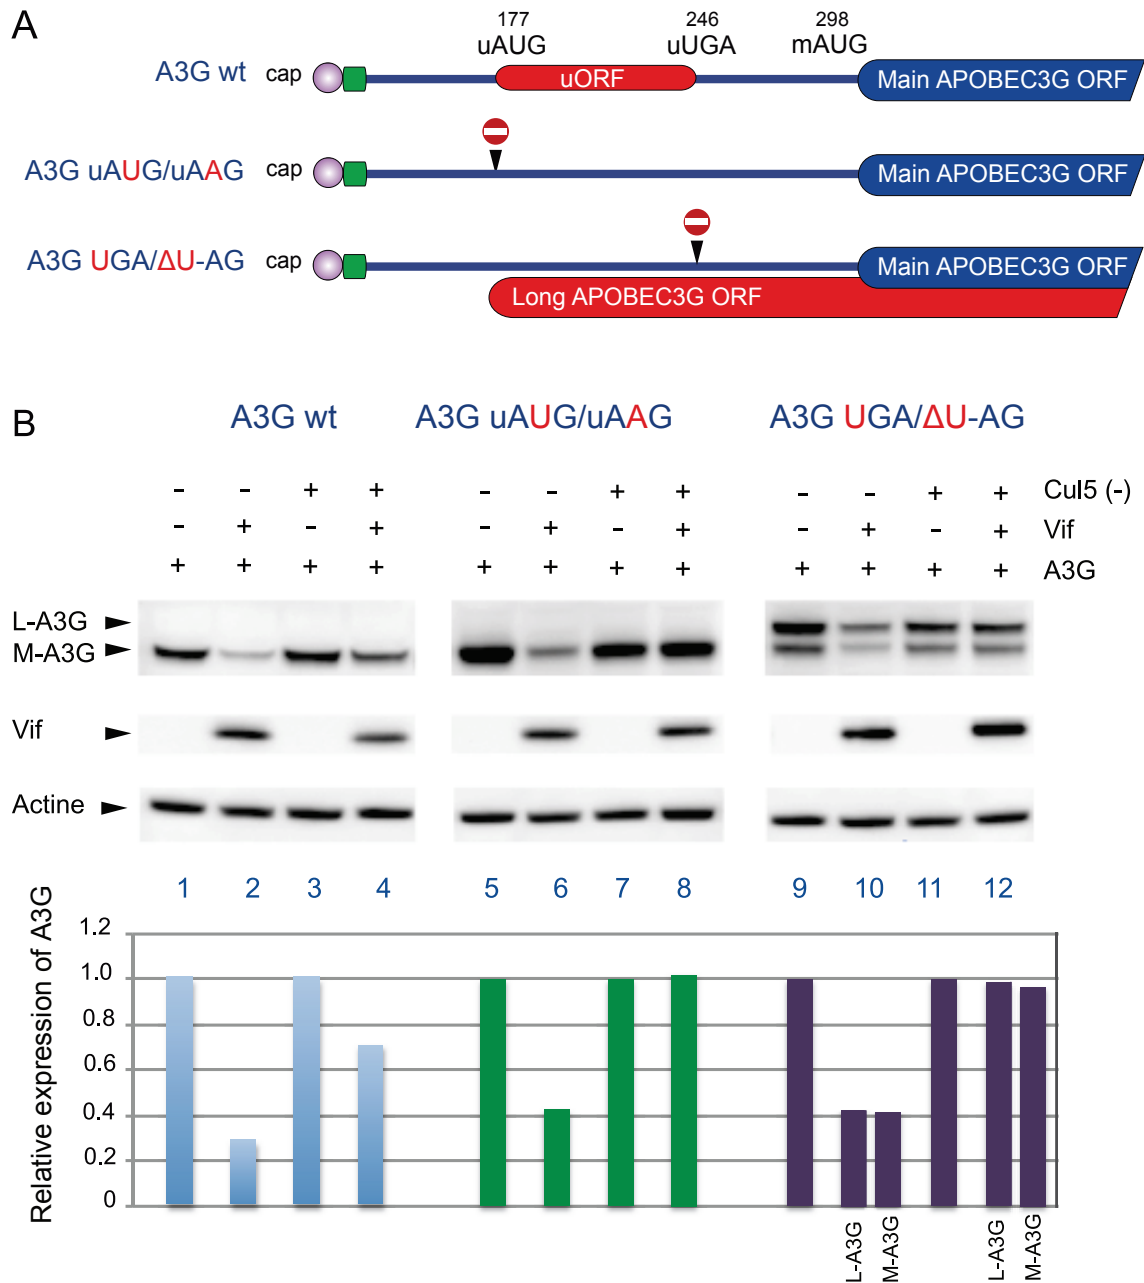 A
177 246 298
uAUG uUGA mAUG
A3G wt cap uORF Main APOBEC3G ORF
A3G uAUG/uAAG cap Main APOBEC3G ORF
A3G UGA/ΔU-AG cap Main APOBEC3G ORF
Long APOBEC3G ORF
B
A3G wt A3G uAUG/uAAG A3G UGA/ΔU-AG
- - + + - - + + - - + + Cul5 (-)
- + - + - + - + - + - + Vif
+ + + + + + + + + + + + A3G
L-A3G
M-A3G
Vif
Actine
1 2 3 4 5 6 7 8 9 10 11 12
Relative expression of A3G
1.2
1.0
0.8
0.6
0.4
0.2
0
L-A3G M-A3G L-A3G M-A3G